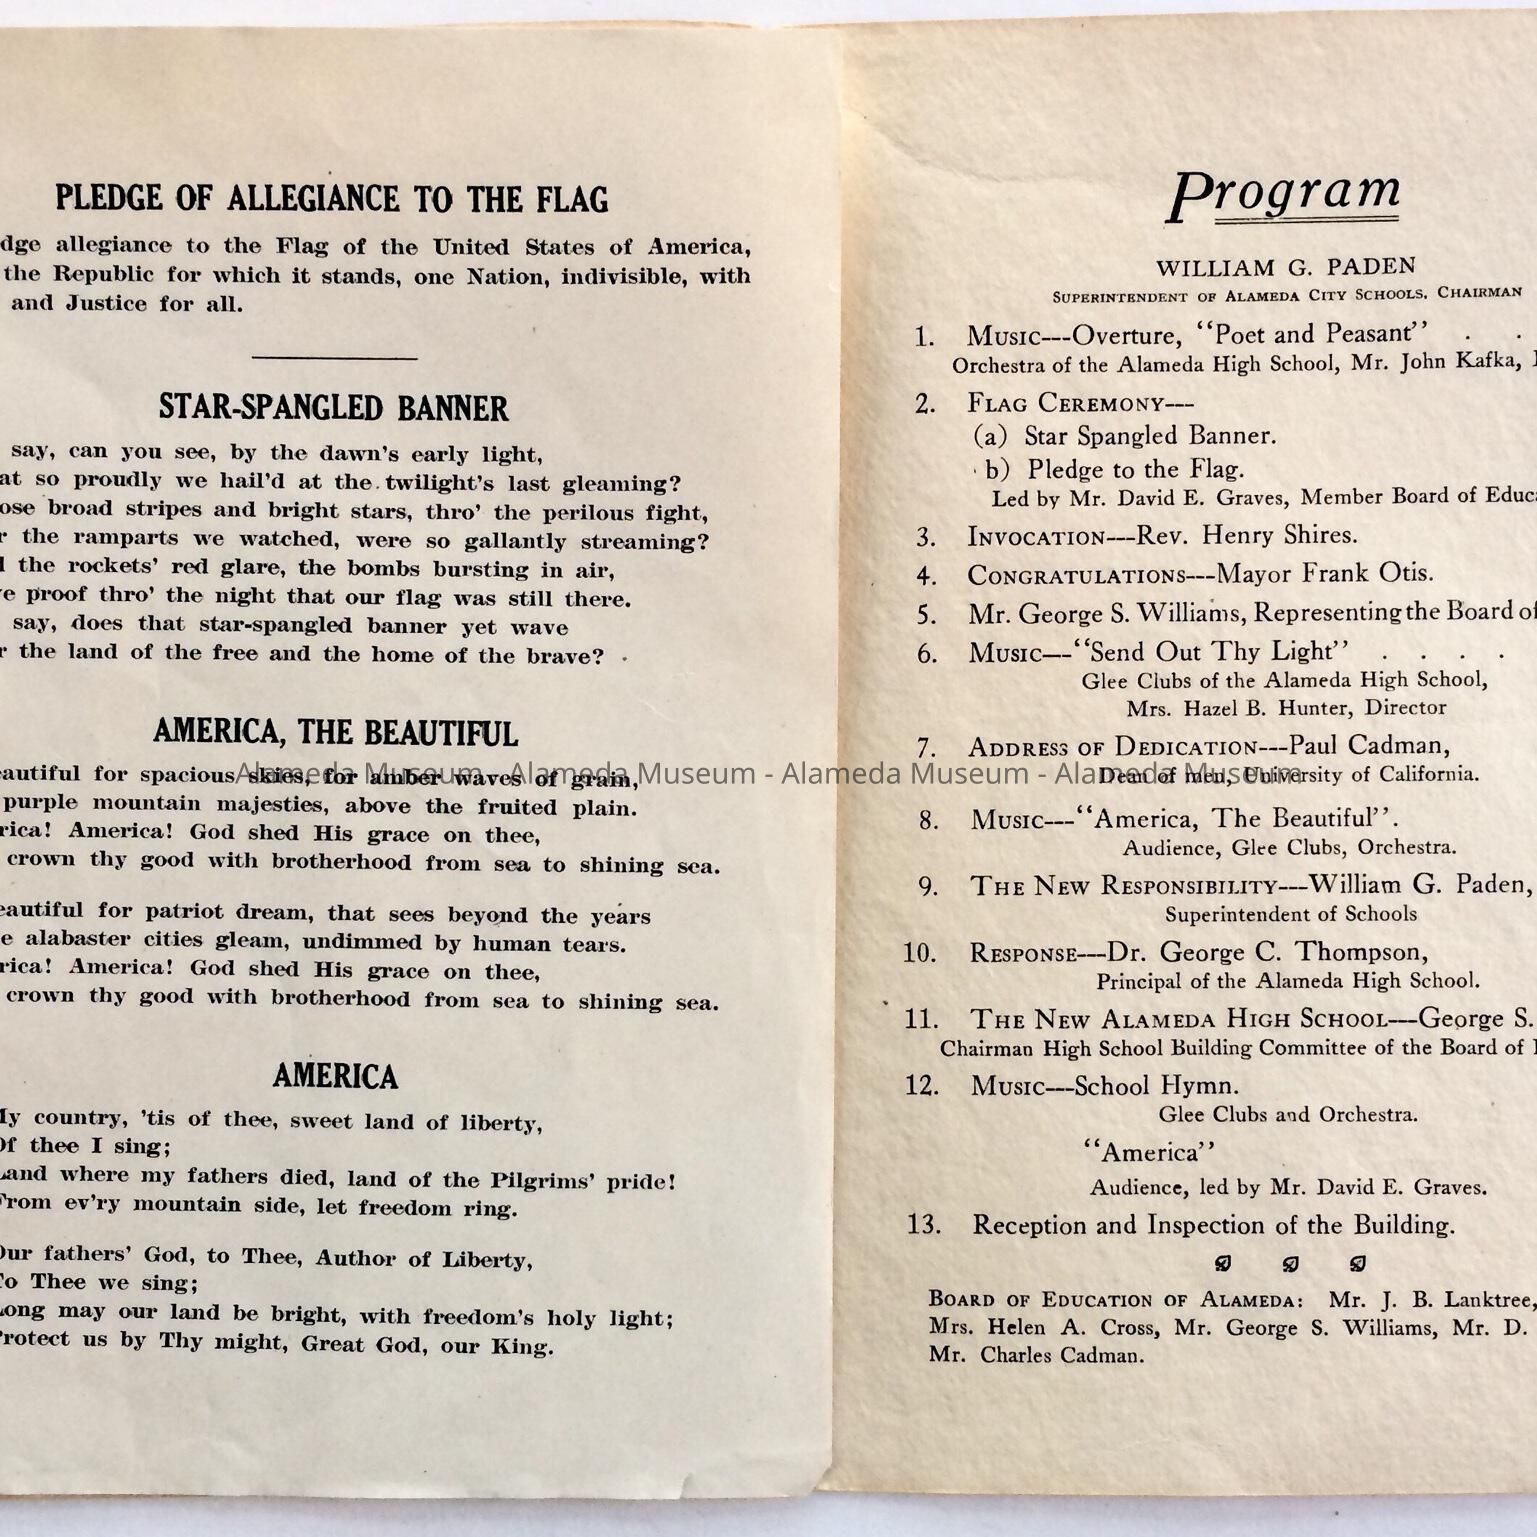 PLEDGE OF ALLEGIANCE TO THE FLAG
dge allegiance to the Flag of the United States of America,
the Republic for which it stands, one Nation, indivisible, with
and Justice for all.
STAR-SPANGLED BANNER
say, can you see, by the dawn's early light,
at so proudly we hail'd at the twilight's last gleaming?
ose broad stripes and bright stars, thro' the perilous fight,
r the ramparts we watched, were so gallantly streaming?
the rockets' red glare, the bombs bursting in air,
e proof thro' the night that our flag was still there.
say, does that star-spangled banner yet wave
r the land of the free and the home of the brave?
AMERICA, THE BEAUTIFUL
eautiful for spacious skies, for amber waves of grain,
purple mountain majesties, above the fruited plain.
rica! America! God shed His grace on thee,
crown thy good with brotherhood from sea to shining sea.
eautiful for patriot dream, that sees beyond the years
e alabaster cities gleam, undimmed by human tears.
rica! America! God shed His grace on thee,
crown thy good with brotherhood from sea to shining sea.
AMERICA
My country, 'tis of thee, sweet land of liberty,
Of thee I sing;
Land where my fathers died, land of the Pilgrims' pride!
From ev'ry mountain side, let freedom ring.
Our fathers' God, to Thee, Author of Liberty,
To Thee we sing;
Long may our land be bright, with freedom's holy light;
Protect us by Thy might, Great God, our King.
Alameda Museum - Alameda Museum - Alameda Museum - Alameda Museum
Program
WILLIAM G. PADEN
SUPERINTENDENT OF ALAMEDA CITY SCHOOLS, CHAIRMAN
1. MUSIC---Overture, "Poet and Peasant" . .
Orchestra of the Alameda High School, Mr. John Kafka,
2. FLAG CEREMONY---
(a) Star Spangled Banner.
b) Pledge to the Flag.
Led by Mr. David E. Graves, Member Board of Educ
3. INVOCATION---Rev. Henry Shires.
4. CONGRATULATIONS---Mayor Frank Otis.
5. Mr. George S. Williams, Representing the Board of
6. MUSIC---"Send Out Thy Light" . . . .
Glee Clubs of the Alameda High School,
Mrs. Hazel B. Hunter, Director
7. ADDRESS OF DEDICATION---Paul Cadman,
Dean of men, University of California.
8. MUSIC---"America, The Beautiful".
Audience, Glee Clubs, Orchestra.
9. THE NEW RESPONSIBILITY---William G. Paden,
Superintendent of Schools
10. RESPONSE---Dr. George C. Thompson,
Principal of the Alameda High School.
11. THE NEW ALAMEDA HIGH SCHOOL---George S.
Chairman High School Building Committee of the Board of
12. MUSIC---School Hymn.
Glee Clubs and Orchestra.
"America"
Audience, led by Mr. David E. Graves.
13. Reception and Inspection of the Building.
BOARD OF EDUCATION OF ALAMEDA: Mr. J. B. Lanktree,
Mrs. Helen A. Cross, Mr. George S. Williams, Mr. D.
Mr. Charles Cadman.